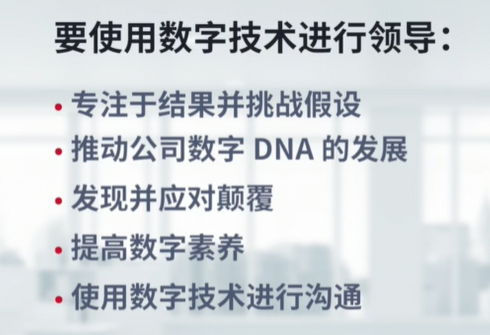 要使用数字技术进行领导：
• 专注于结果并挑战假设
• 推动公司数字 DNA 的发展
• 发现并应对颠覆
• 提高数字素养
• 使用数字技术进行沟通